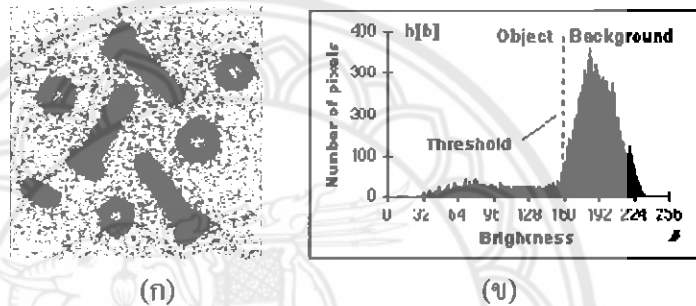 400
h[b]
Object
Background
300
200
100
0
Number of pixels
Threshold
0 32 64 96 128 160 192 224 256
Brightness
(ก)
(ข)